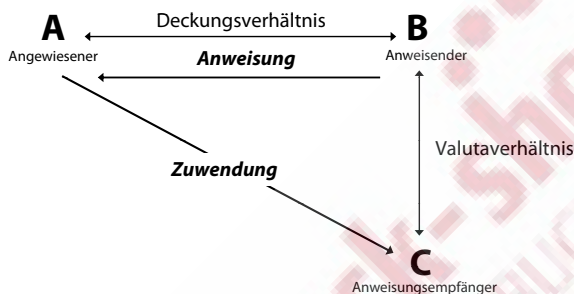 A
Deckungsverhältnis
B
Angewiesener
Anweisung
Anweisender
Valutaverhältnis
Zuwendung
C
Anweisungsempfänger